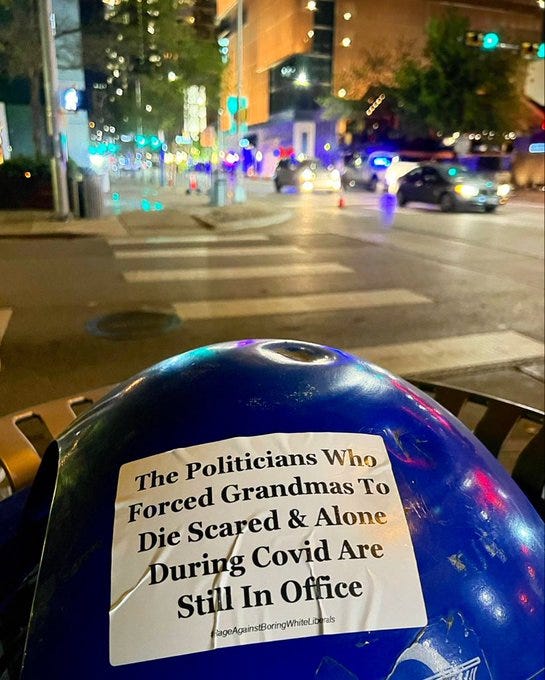 The Politicians Who
Forced Grandmas To
Die Scared & Alone
During Covid Are
Still In Office
#RageAgainstBoringWhiteLiberals